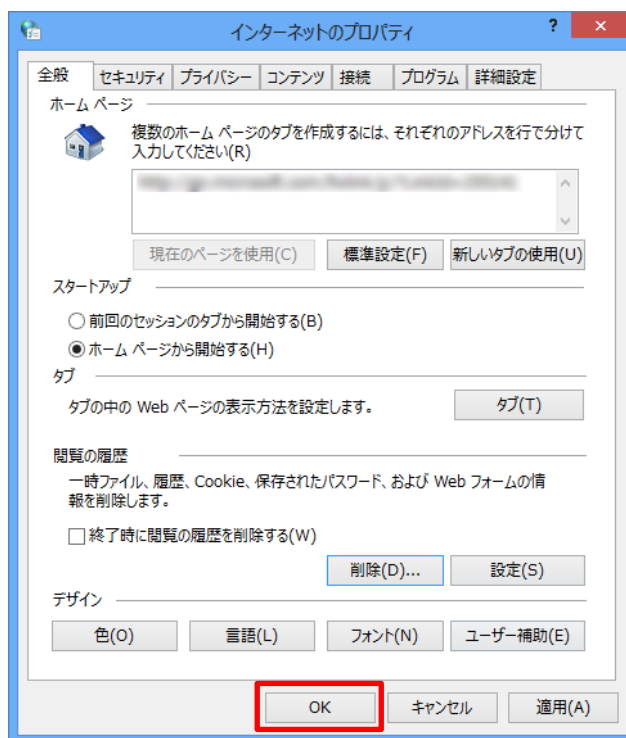 インターネットのプロパティ
?
×
全般 セキュリティ プライバシー コンテンツ 接続 プログラム 詳細設定
ホーム ページ
複数のホーム ページのタブを作成するには、それぞれのアドレスを行で分けて
入力してください(R)
現在のページを使用(C) 標準設定(F) 新しいタブの使用(U)
スタートアップ
前回のセッションのタブから開始する(B)
ホーム ページから開始する(H)
タブ
タブの中の Web ページの表示方法を設定します。 タブ(T)
閲覧の履歴
一時ファイル、履歴、Cookie、保存されたパスワード、および Web フォームの情
報を削除します。
終了時に閲覧の履歴を削除する(W)
削除(D)... 設定(S)
デザイン
色(O) 言語(L) フォント(N) ユーザー補助(E)
OK キャンセル 適用(A)